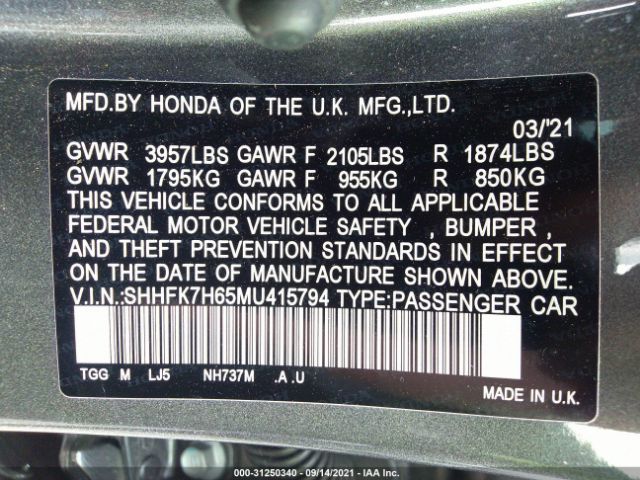 MFD.BY HONDA OF THE U.K. MFG.,LTD.
03/'21
GVWR 3957LBS GAWR F 2105LBS R 1874LBS
GVWR 1795KG GAWR F 955KG R 850KG
THIS VEHICLE CONFORMS TO ALL APPLICABLE
FEDERAL MOTOR VEHICLE SAFETY , BUMPER ,
AND THEFT PREVENTION STANDARDS IN EFFECT
ON THE DATE OF MANUFACTURE SHOWN ABOVE.
V.I.N.:SHHFK7H65MU415794 TYPE:PASSENGER CAR
TGG M LJ5 NH737M .A .U
MADE IN U.K.
000-31250340 - 09/14/2021 - IAA Inc.